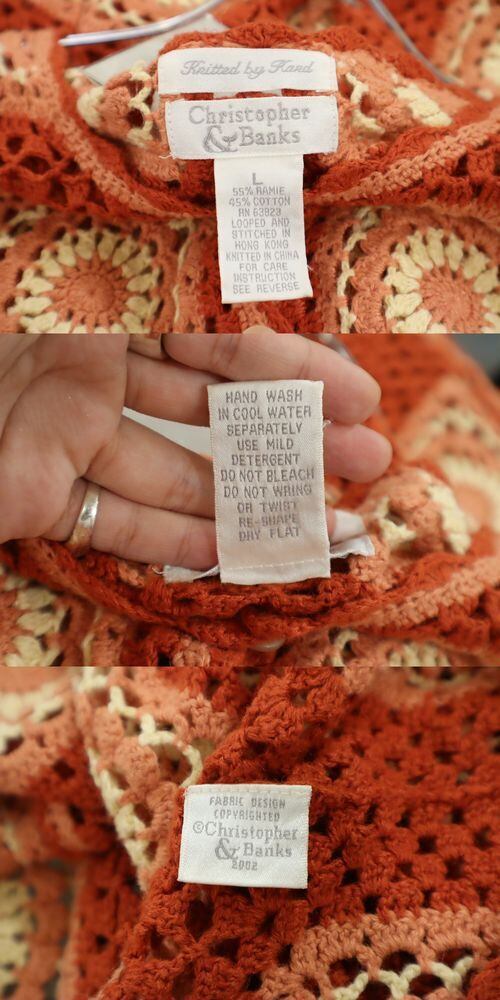 Knitted by Hand
Christopher
& Banks
L
55% RAMIE
45% COTTON
RN 63823
LOOPED AND
STITCHED IN
HONG KONG
KNITTED IN CHINA
FOR CARE
INSTRUCTION
SEE REVERSE
HAND WASH
IN COOL WATER
SEPARATELY
USE MILD
DETERGENT
DO NOT BLEACH
DO NOT WRING
OR TWIST
RE-SHAPE
DRY FLAT
FABRIC DESIGN
COPYRIGHTED
©Christopher
& Banks
2002